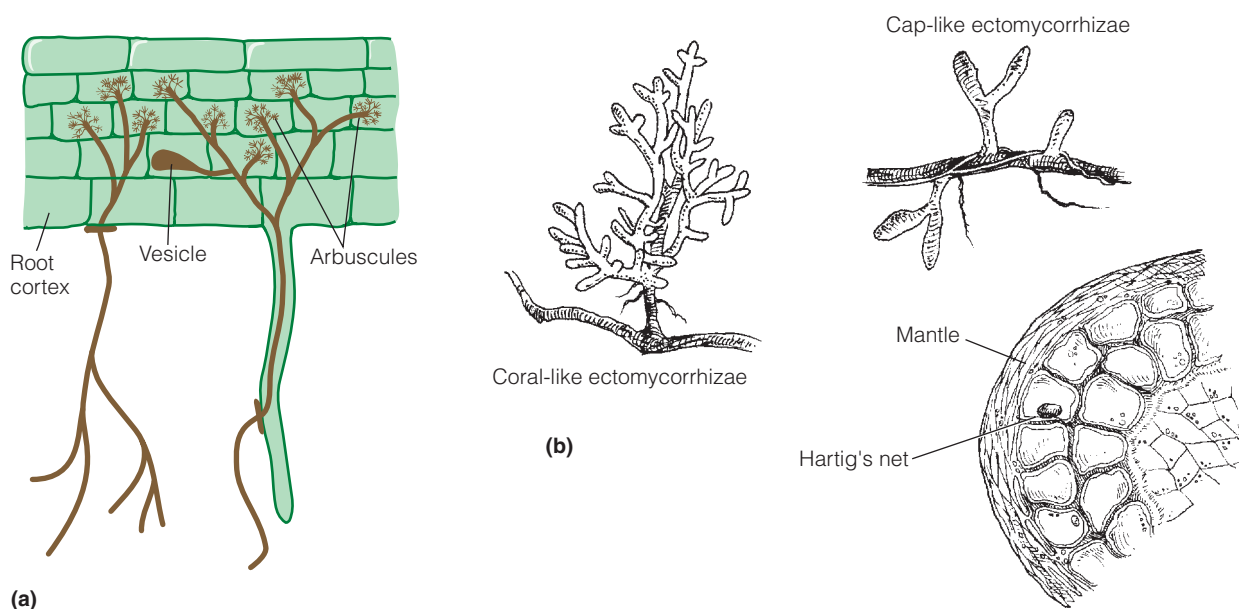 Root
cortex
Vesicle
Arbuscules
(a)
Coral-like ectomycorrhizae
(b)
Cap-like ectomycorrhizae
Mantle
Hartig's net